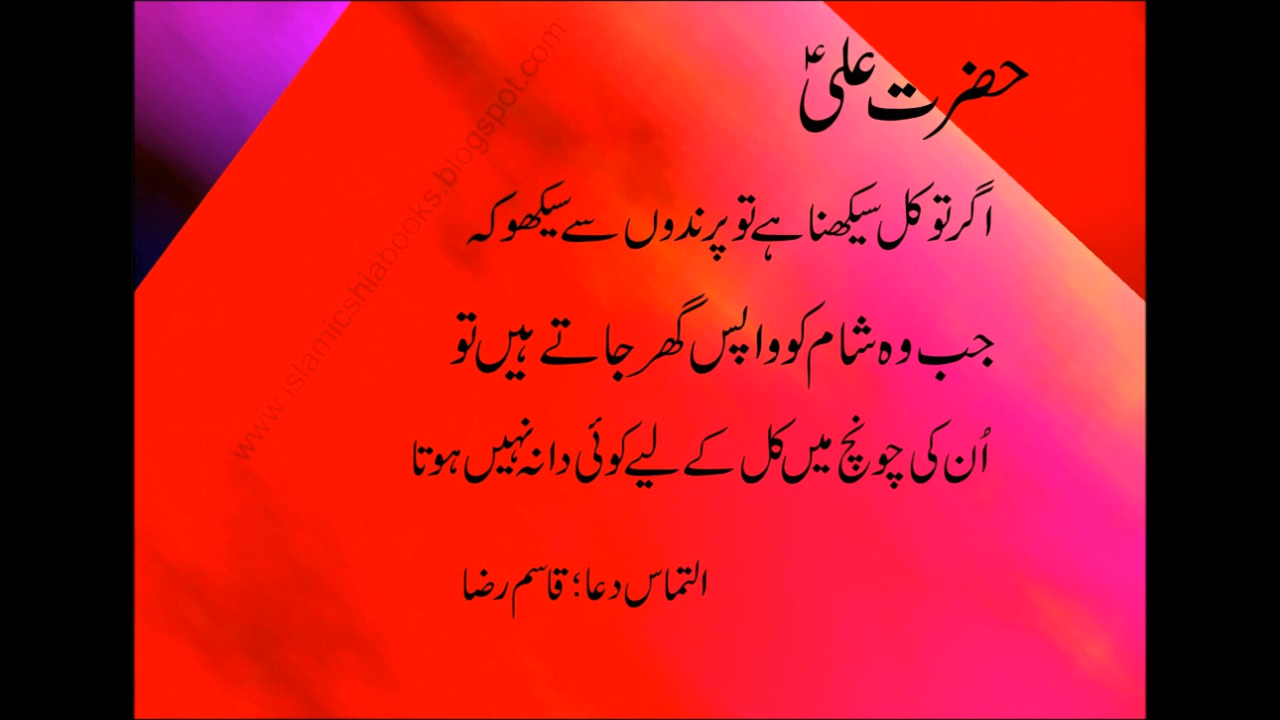 حضرت علیؑ
اگر توکل سیکھنا ہے تو پرندوں سے سیکھو کہ
جب وہ شام کو واپس گھر جاتے ہیں تو
اُن کی چونچ میں کل کے لیے کوئی دانہ نہیں ہوتا
التماس دعا؛ قاسم رضا
www.islamicshiabooks.blogspot.com